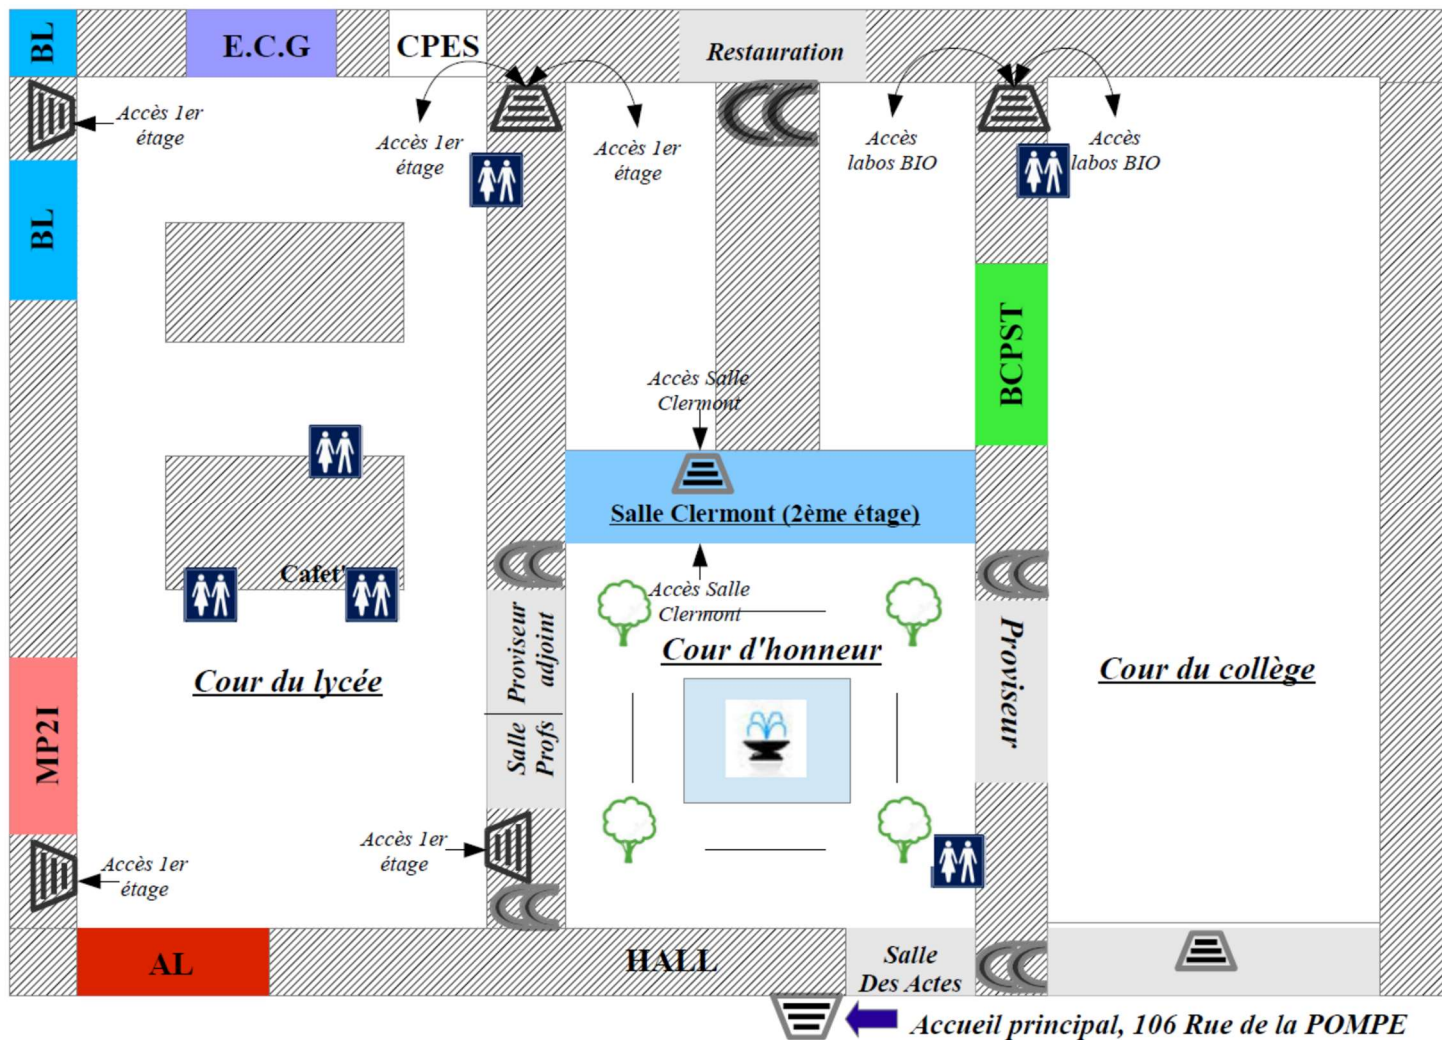 BL
E.C.G
CPES
Restauration
Accès 1er
étage
Accès 1er
étage
Accès 1er
étage
Accès
labos BIO
Accès
labos BIO
BL
BCPST
Accès Salle
Clermont
Salle Clermont (2ème étage)
Cafet'
Accès Salle
Clermont
Proviseur
adjoint
Cour d'honneur
Proviseur
Cour du collège
Cour du lycée
MP2I
Salle
Profs
Accès 1er
étage
Accès 1er
étage
AL
HALL
Salle
Des Actes
Accueil principal, 106 Rue de la POMPE